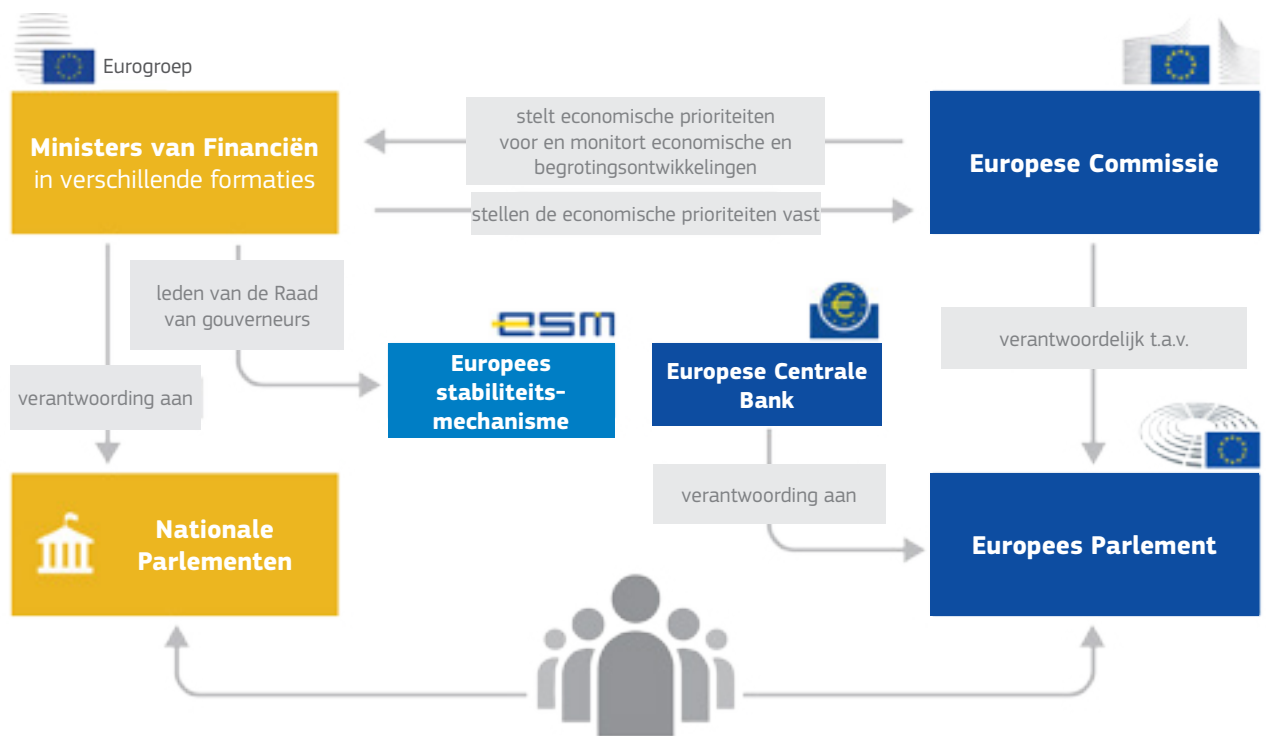 Eurogroep
Ministers van Financiën
in verschillende formaties
stelt economische prioriteiten
voor en monitort economische en
begrotingsontwikkelingen
Europese Commissie
stellen de economische prioriteiten vast
leden van de Raad
van gouverneurs
esm
Europees
stabiliteits-
mechanisme
€
Europese Centrale
Bank
verantwoordelijk t.a.v.
verantwoording aan
verantwoording aan
Nationale
Parlementen
Europees Parlement